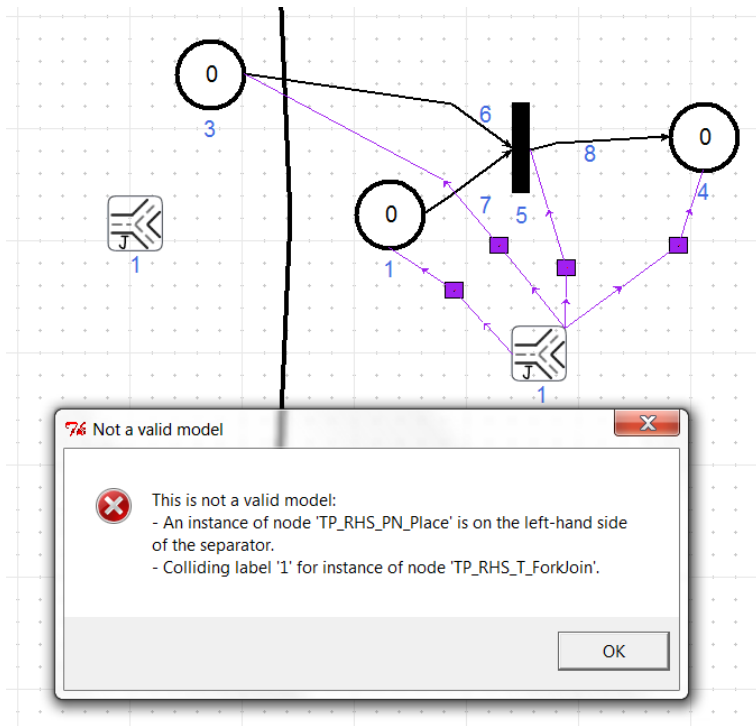 0
3
6
0
8
4
0
7
5
1
J
1
J
1
Not a valid model
This is not a valid model:
- An instance of node 'TP_RHS_PN_Place' is on the left-hand side
of the separator.
- Colliding label '1' for instance of node 'TP_RHS_T_ForkJoin'.
OK